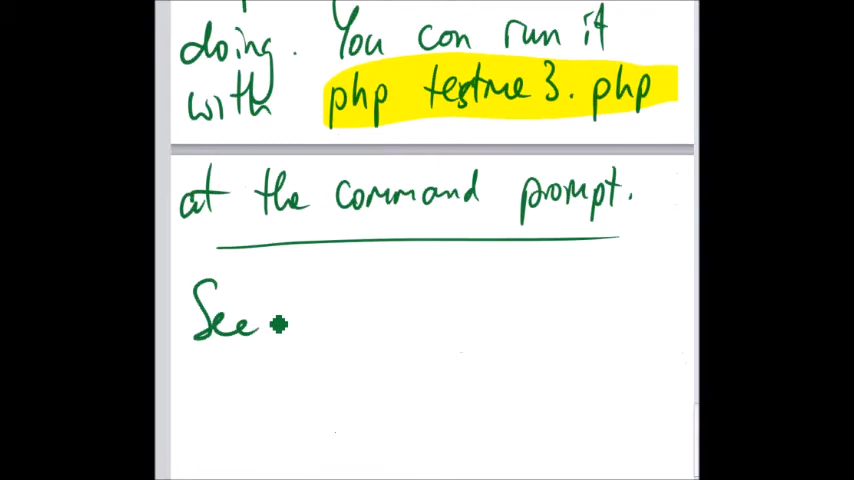 doing. You can run it
with php testme3.php
at the command prompt.
See